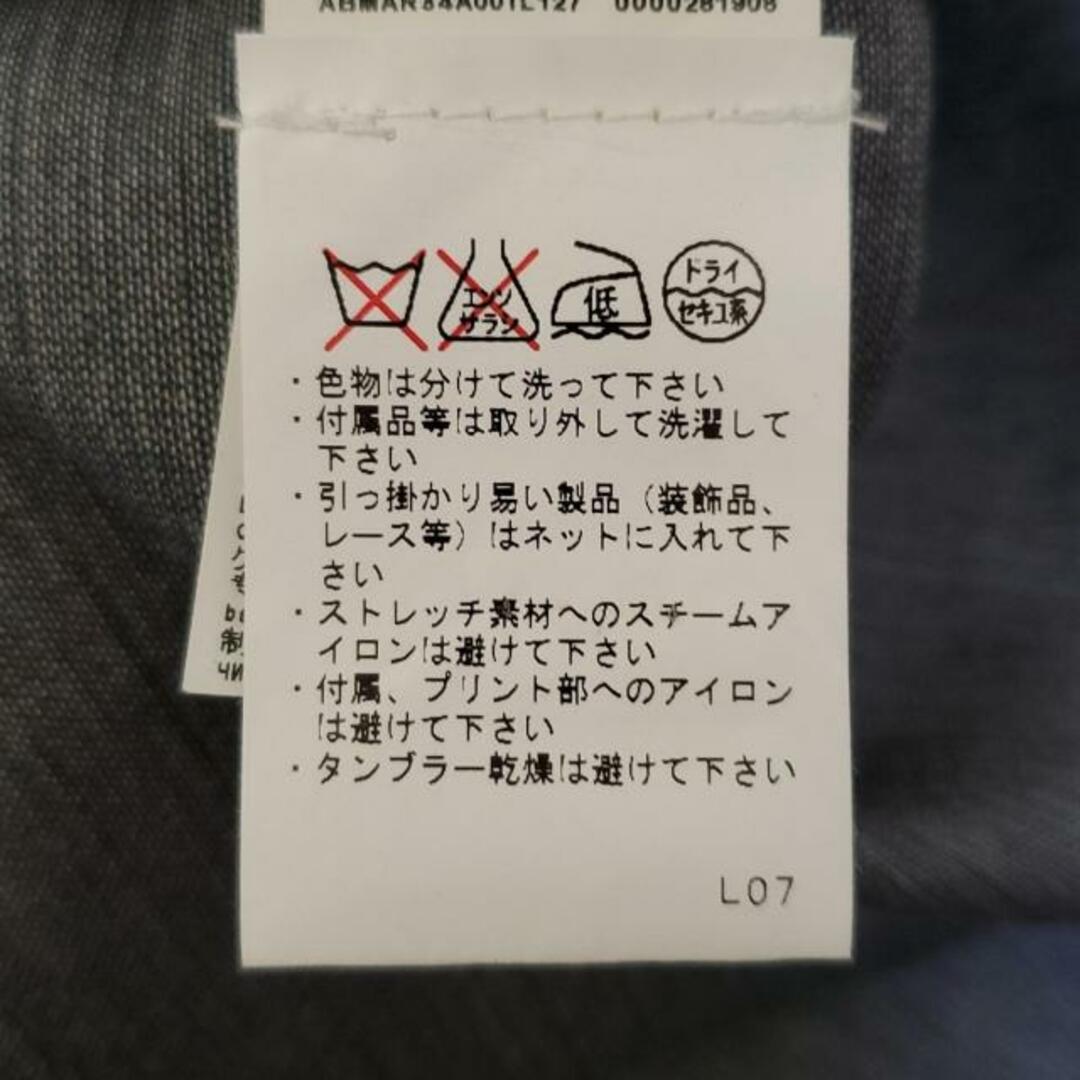 ABMAR34A001L127 0000281908
低
ドライ
セキユ系
エンソ
サラシ
・色物は分けて洗って下さい
・付属品等は取り外して洗濯して
下さい
・引っ掛かり易い製品（装飾品、
レース等）はネットに入れて下
さい
・ストレッチ素材へのスチームア
イロンは避けて下さい
・付属、プリント部へのアイロン
は避けて下さい
・タンブラー乾燥は避けて下さい
L07